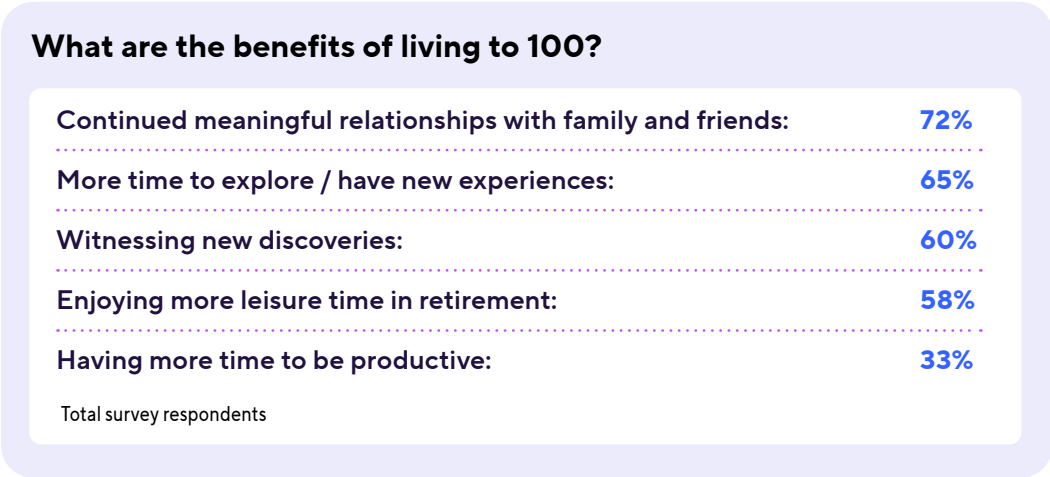 What are the benefits of living to 100?
Continued meaningful relationships with family and friends: 72%
More time to explore / have new experiences: 65%
Witnessing new discoveries: 60%
Enjoying more leisure time in retirement: 58%
Having more time to be productive: 33%
Total survey respondents